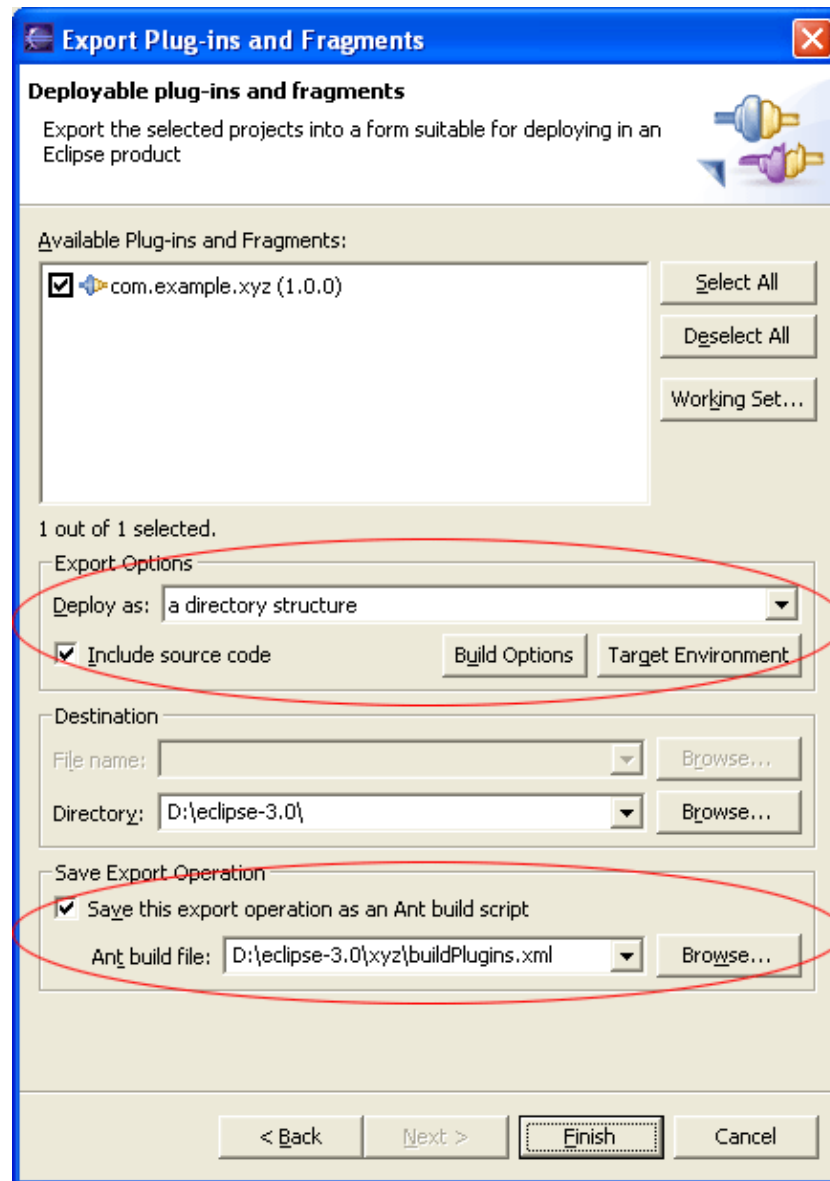 Export Plug-ins and Fragments
Deployable plug-ins and fragments
Export the selected projects into a form suitable for deploying in an
Eclipse product
Available Plug-ins and Fragments:
com.example.xyz (1.0.0)
Select All
Deselect All
Working Set...
1 out of 1 selected.
Export Options
Deploy as: a directory structure
Include source code Build Options Target Environment
Destination
File name: Browse...
Directory: D:\eclipse-3.0\ Browse...
Save Export Operation
Save this export operation as an Ant build script
Ant build file: D:\eclipse-3.0\xyz\buildPlugins.xml Browse...
< Back Next > Finish Cancel